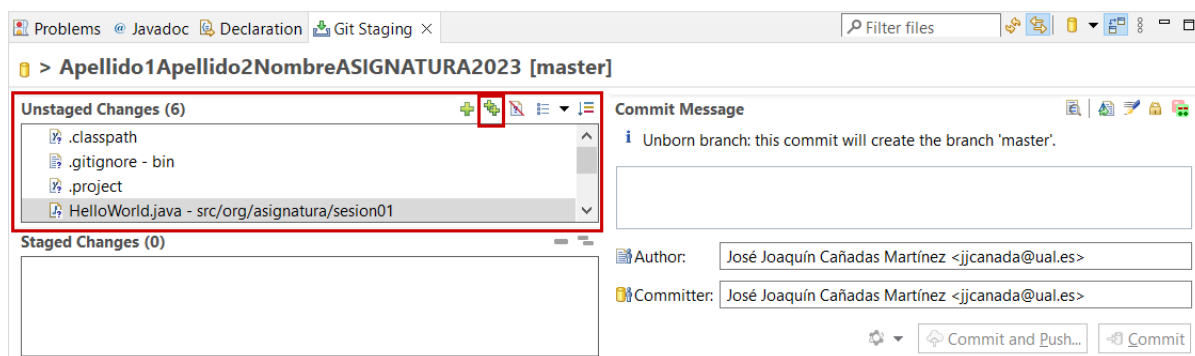 Problems @ Javadoc Declaration Git Staging Filter files
> Apellido1Apellido2NombreASIGNATURA2023 [master]
Unstaged Changes (6)
.classpath
.gitignore - bin
.project
HelloWorld.java - src/org/asignatura/sesion01
Staged Changes (0)
Commit Message
Unborn branch: this commit will create the branch 'master'.
Author: José Joaquín Cañadas Martínez <jjcanada@ual.es>
Committer: José Joaquín Cañadas Martínez <jjcanada@ual.es>
Commit and Push... Commit